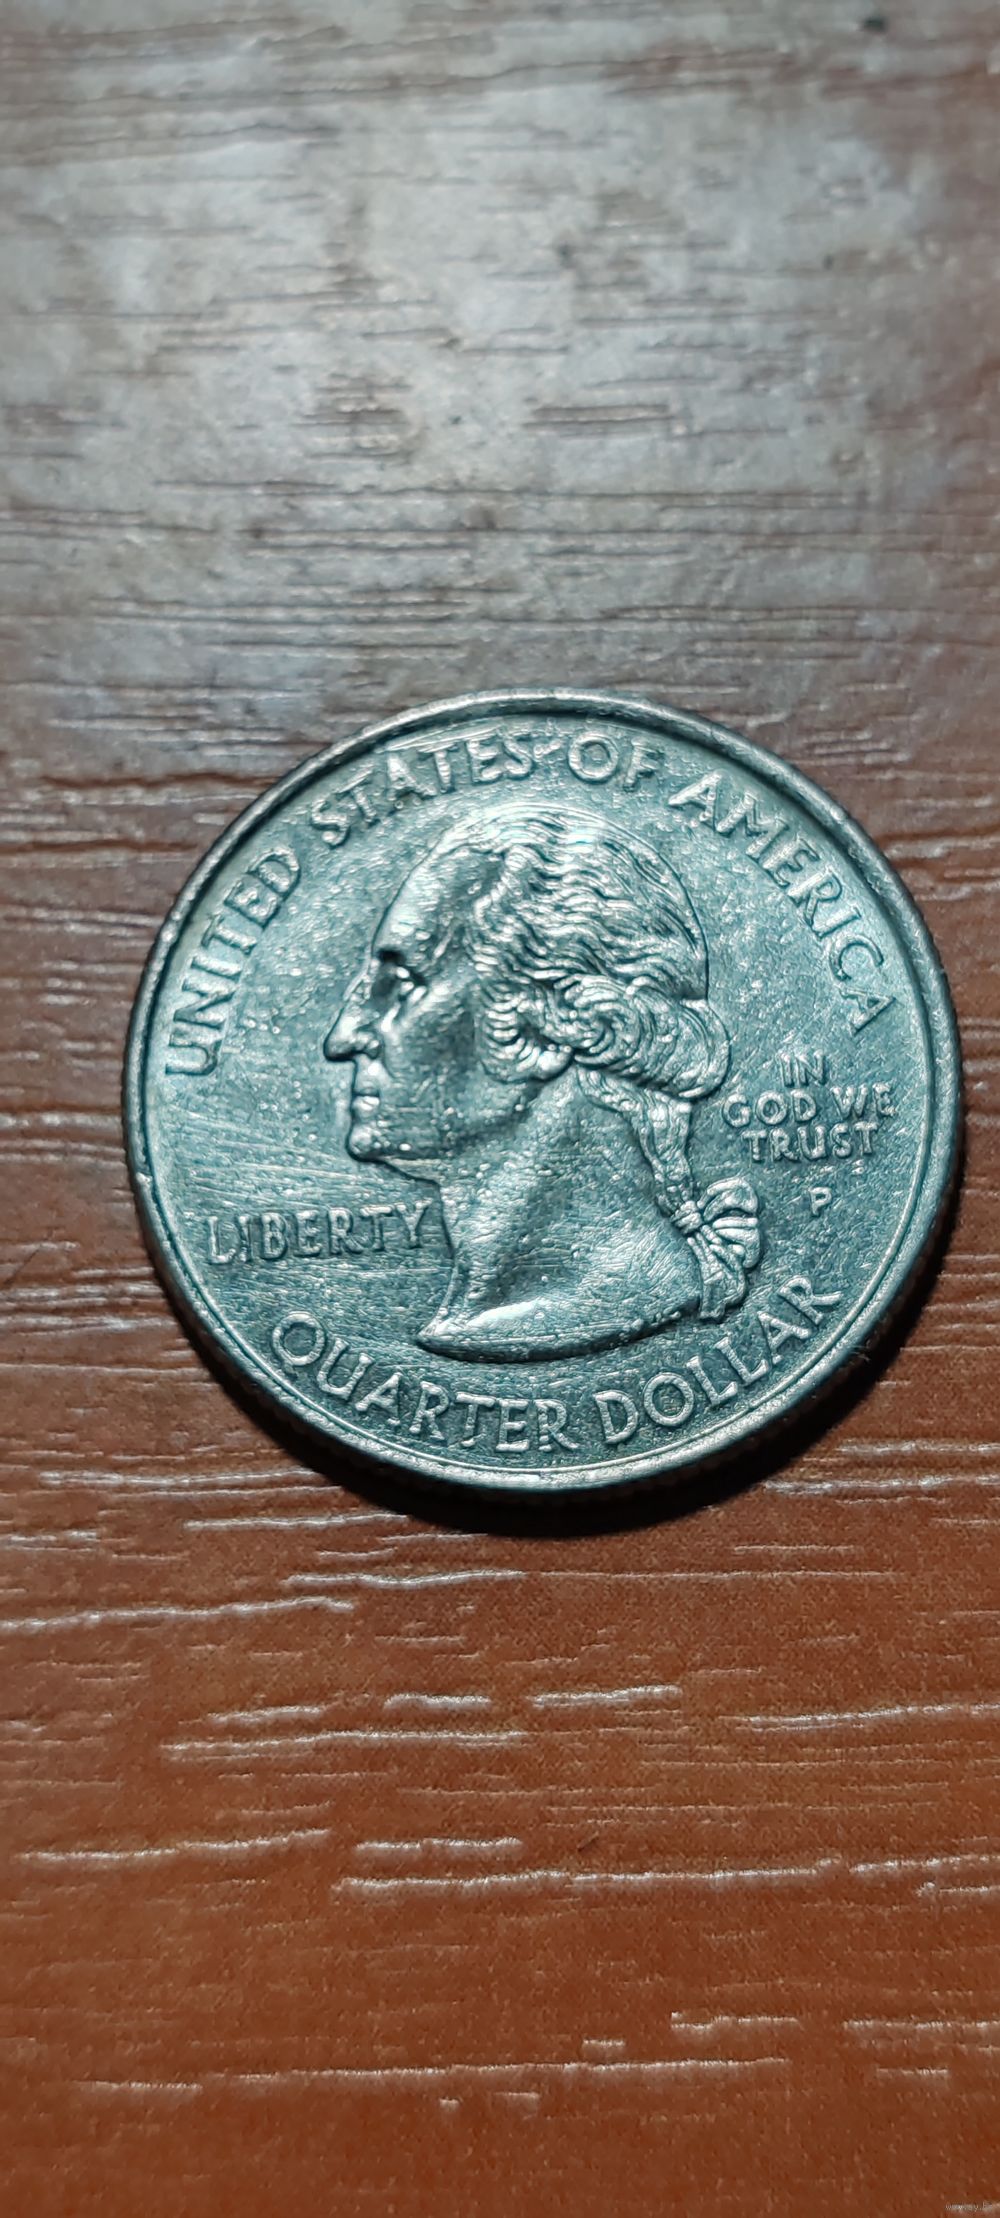 UNITED STATES OF AMERICA
IN
GOD WE
TRUST
P
LIBERTY
QUARTER DOLLAR